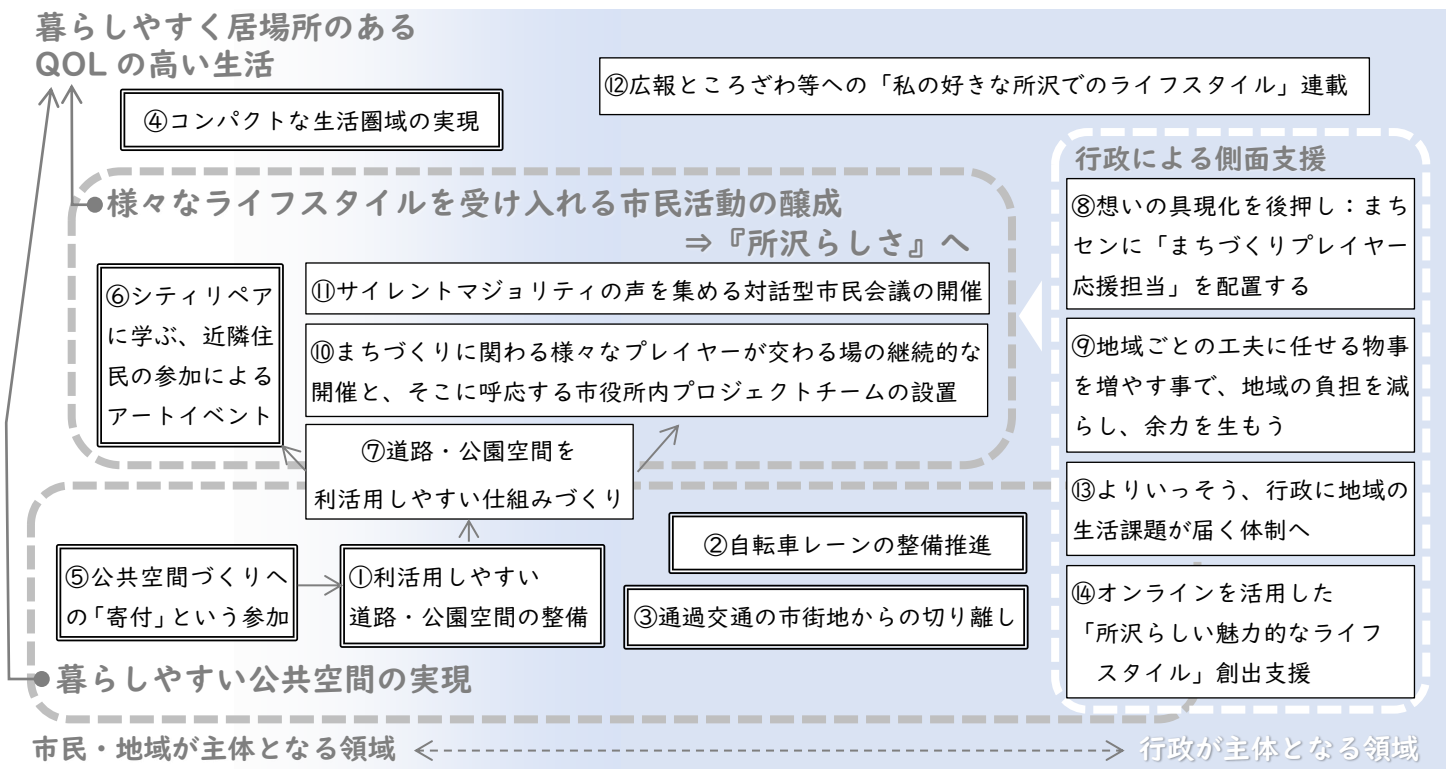 暮らしやすく居場所のある
QOL の高い生活
④コンパクトな生活圏域の実現
⑫広報ところざわ等への「私の好きな所沢でのライフスタイル」連載
様々なライフスタイルを受け入れる市民活動の醸成
⇒『所沢らしさ』へ
⑥シティリペア
に学ぶ、近隣住
民の参加による
アートイベント
⑪サイレントマジョリティの声を集める対話型市民会議の開催
⑩まちづくりに関わる様々なプレイヤーが交わる場の継続的な
開催と、そこに呼応する市役所内プロジェクトチームの設置
⑦道路・公園空間を
利活用しやすい仕組みづくり
⑤公共空間づくりへ
の「寄付」という参加
①利活用しやすい
道路・公園空間の整備
②自転車レーンの整備推進
③通過交通の市街地からの切り離し
暮らしやすい公共空間の実現
行政による側面支援
⑧想いの具現化を後押し：まち
センに「まちづくりプレイヤー
応援担当」を配置する
⑨地域ごとの工夫に任せる物事
を増やす事で、地域の負担を減
らし、余力を生もう
⑬よりいっそう、行政に地域の
生活課題が届く体制へ
⑭オンラインを活用した
「所沢らしい魅力的なライフ
スタイル」創出支援
市民・地域が主体となる領域
行政が主体となる領域